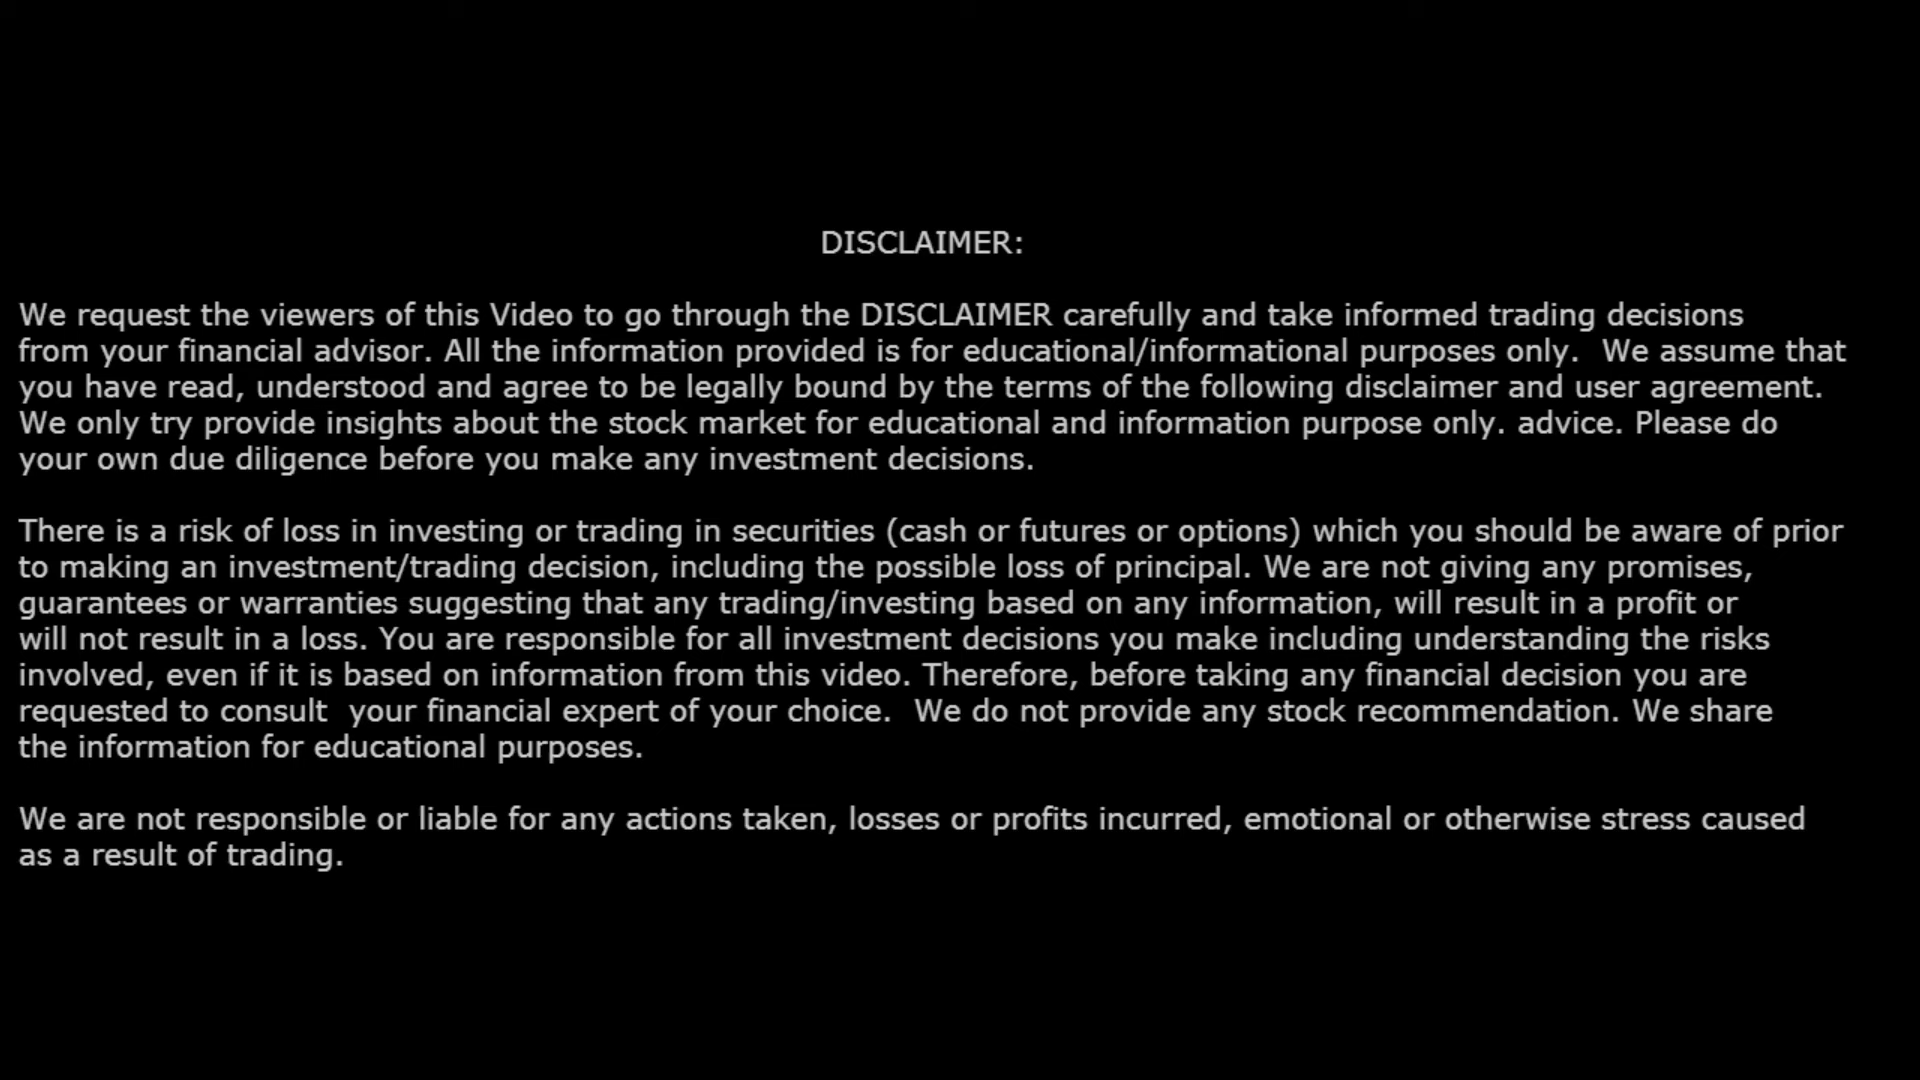 DISCLAIMER:
We request the viewers of this Video to go through the DISCLAIMER carefully and take informed trading decisions
from your financial advisor. All the information provided is for educational/informational purposes only.  We assume that
you have read, understood and agree to be legally bound by the terms of the following disclaimer and user agreement.
We only try provide insights about the stock market for educational and information purpose only. advice. Please do
your own due diligence before you make any investment decisions.
There is a risk of loss in investing or trading in securities (cash or futures or options) which you should be aware of prior
to making an investment/trading decision, including the possible loss of principal. We are not giving any promises,
guarantees or warranties suggesting that any trading/investing based on any information, will result in a profit or
will not result in a loss. You are responsible for all investment decisions you make including understanding the risks
involved, even if it is based on information from this video. Therefore, before taking any financial decision you are
requested to consult  your financial expert of your choice.  We do not provide any stock recommendation. We share
the information for educational purposes.
We are not responsible or liable for any actions taken, losses or profits incurred, emotional or otherwise stress caused
as a result of trading.